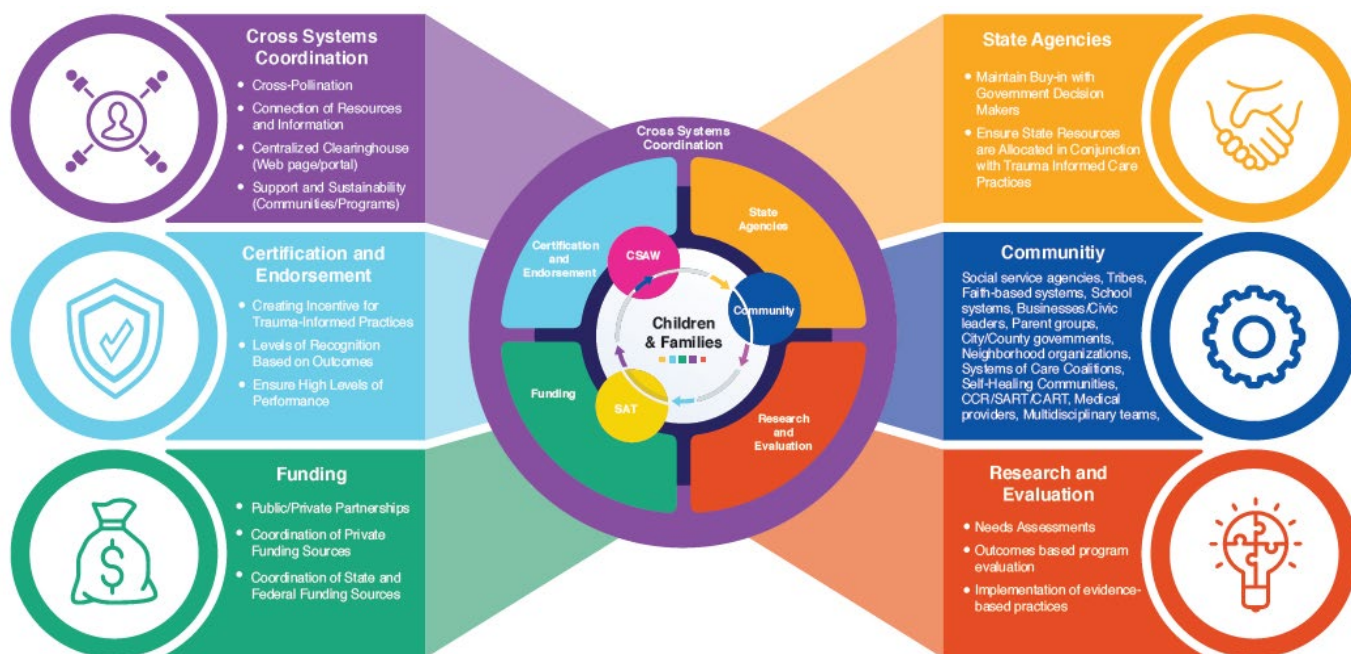 Cross Systems
Coordination
• Cross-Pollination
• Connection of Resources
and Information
• Centralized Clearinghouse
(Web page/portal)
• Support and Sustainability
(Communities/Programs)
Certification and
Endorsement
• Creating Incentive for
Trauma-Informed Practices
• Levels of Recognition
Based on Outcomes
• Ensure High Levels of
Performance
Funding
• Public/Private Partnerships
• Coordination of Private
Funding Sources
• Coordination of State and
Federal Funding Sources
Cross Systems
Coordination
Certification
and
Endorsement
State
Agencies
CSAW
Community
Children
& Families
Funding
SAT
Research
and
Evaluation
State Agencies
• Maintain Buy-in with
Government Decision
Makers
• Ensure State Resources
are Allocated in Conjunction
with Trauma Informed Care
Practices
Communitiy
Social service agencies, Tribes,
Faith-based systems, School
systems, Businesses/Civic
leaders, Parent groups,
City/County governments,
Neighborhood organizations,
Systems of Care Coalitions,
Self-Healing Communities,
CCR/SART/CART, Medical
providers, Multidisciplinary teams,
Research and
Evaluation
• Needs Assessments
• Outcomes based program
evaluation
• Implementation of evidence-
based practices
$